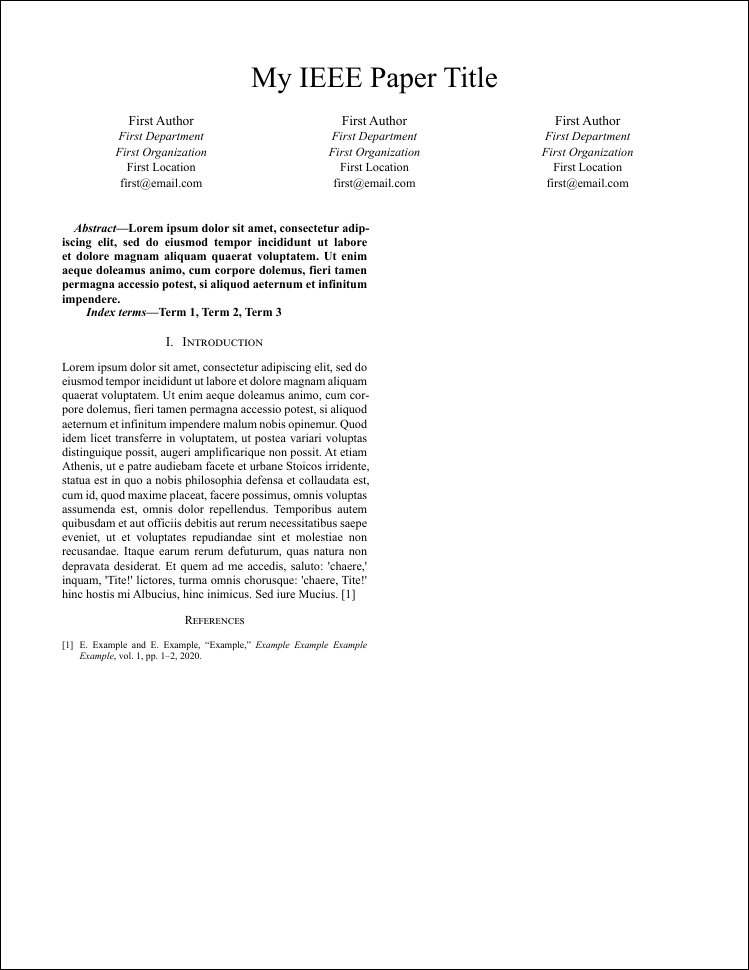 My IEEE Paper Title
First Author
First Department
First Organization
First Location
first@email.com
First Author
First Department
First Organization
First Location
first@email.com
First Author
First Department
First Organization
First Location
first@email.com
Abstract—Lorem ipsum dolor sit amet, consectetur adip-
iscing elit, sed do eiusmod tempor incididunt ut labore
et dolore magnam aliquam quaerat voluptatem. Ut enim
aeque doleamus animo, cum corpore dolemus, fieri tamen
permagna accessio potest, si aliquod aeternum et infinitum
impendere.
Index terms—Term 1, Term 2, Term 3
I. Introduction
Lorem ipsum dolor sit amet, consectetur adipiscing elit, sed do
eiusmod tempor incididunt ut labore et dolore magnam aliquam
quaerat voluptatem. Ut enim aeque doleamus animo, cum cor-
pore dolemus, fieri tamen permagna accessio potest, si aliquod
aeternum et infinitum impendere malum nobis opinemur. Quod
idem licet transferre in voluptatem, ut postea variari voluptas
distinguique possit, augeri amplificarique non possit. At etiam
Athenis, ut e patre audiebam facete et urbane Stoicos irridente,
statua est in quo a nobis philosophia defensa et collaudata est,
cum id, quod maxime placeat, facere possimus, omnis voluptas
assumenda est, omnis dolor repellendus. Temporibus autem
quibusdam et aut officiis debitis aut rerum necessitatibus saepe
eveniet, ut et voluptates repudiandae sint et molestiae non
recusandae. Itaque earum rerum defuturum, quas natura non
depravata desiderat. Et quem ad me accedis, saluto: 'chaere,'
inquam, 'Tite!' lictores, turma omnis chorusque: 'chaere, Tite!'
hinc hostis mi Albucius, hinc inimicus. Sed iure Mucius. [1]
References
[1] E. Example and E. Example, “Example,” Example Example Example
Example, vol. 1, pp. 1–2, 2020.